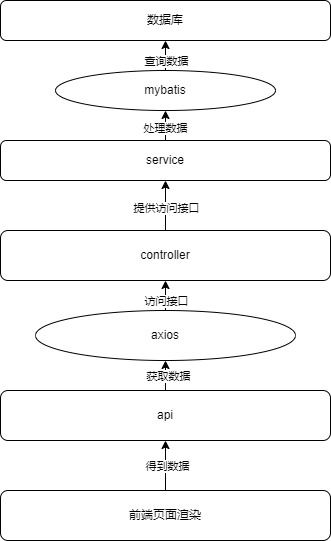 数据库
查询数据
mybatis
处理数据
service
提供访问接口
controller
访问接口
axios
获取数据
api
得到数据
前端页面渲染